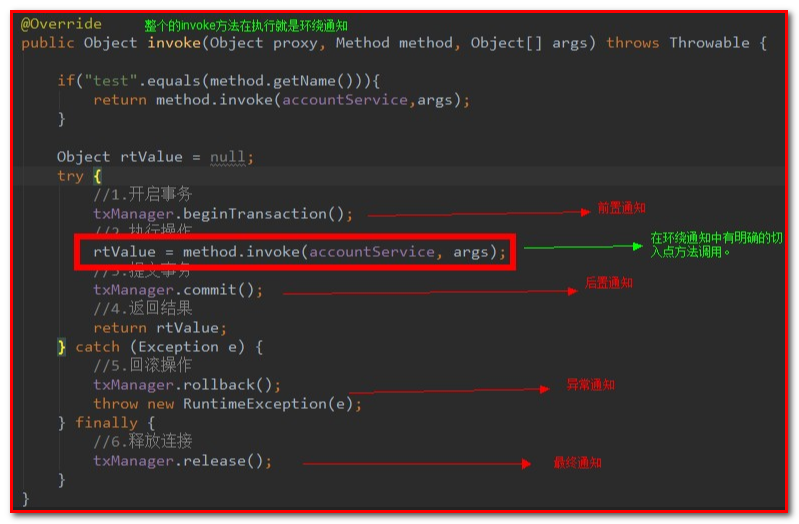 @Override 整个的invoke方法在执行就是环绕通知
public Object invoke(Object proxy, Method method, Object[] args) throws Throwable {
if("test".equals(method.getName())){
return method.invoke(accountService,args);
}
Object rtValue = null;
try {
//1.开启事务
txManager.beginTransaction(); 前置通知
//2.执行操作
rtValue = method.invoke(accountService, args); 在环绕通知中有明确的切
入点方法调用。
//3.提交事务
txManager.commit(); 后置通知
//4.返回结果
return rtValue;
} catch (Exception e) {
//5.回滚操作
txManager.rollback(); 异常通知
throw new RuntimeException(e);
} finally {
//6.释放连接
txManager.release(); 最终通知
}
}